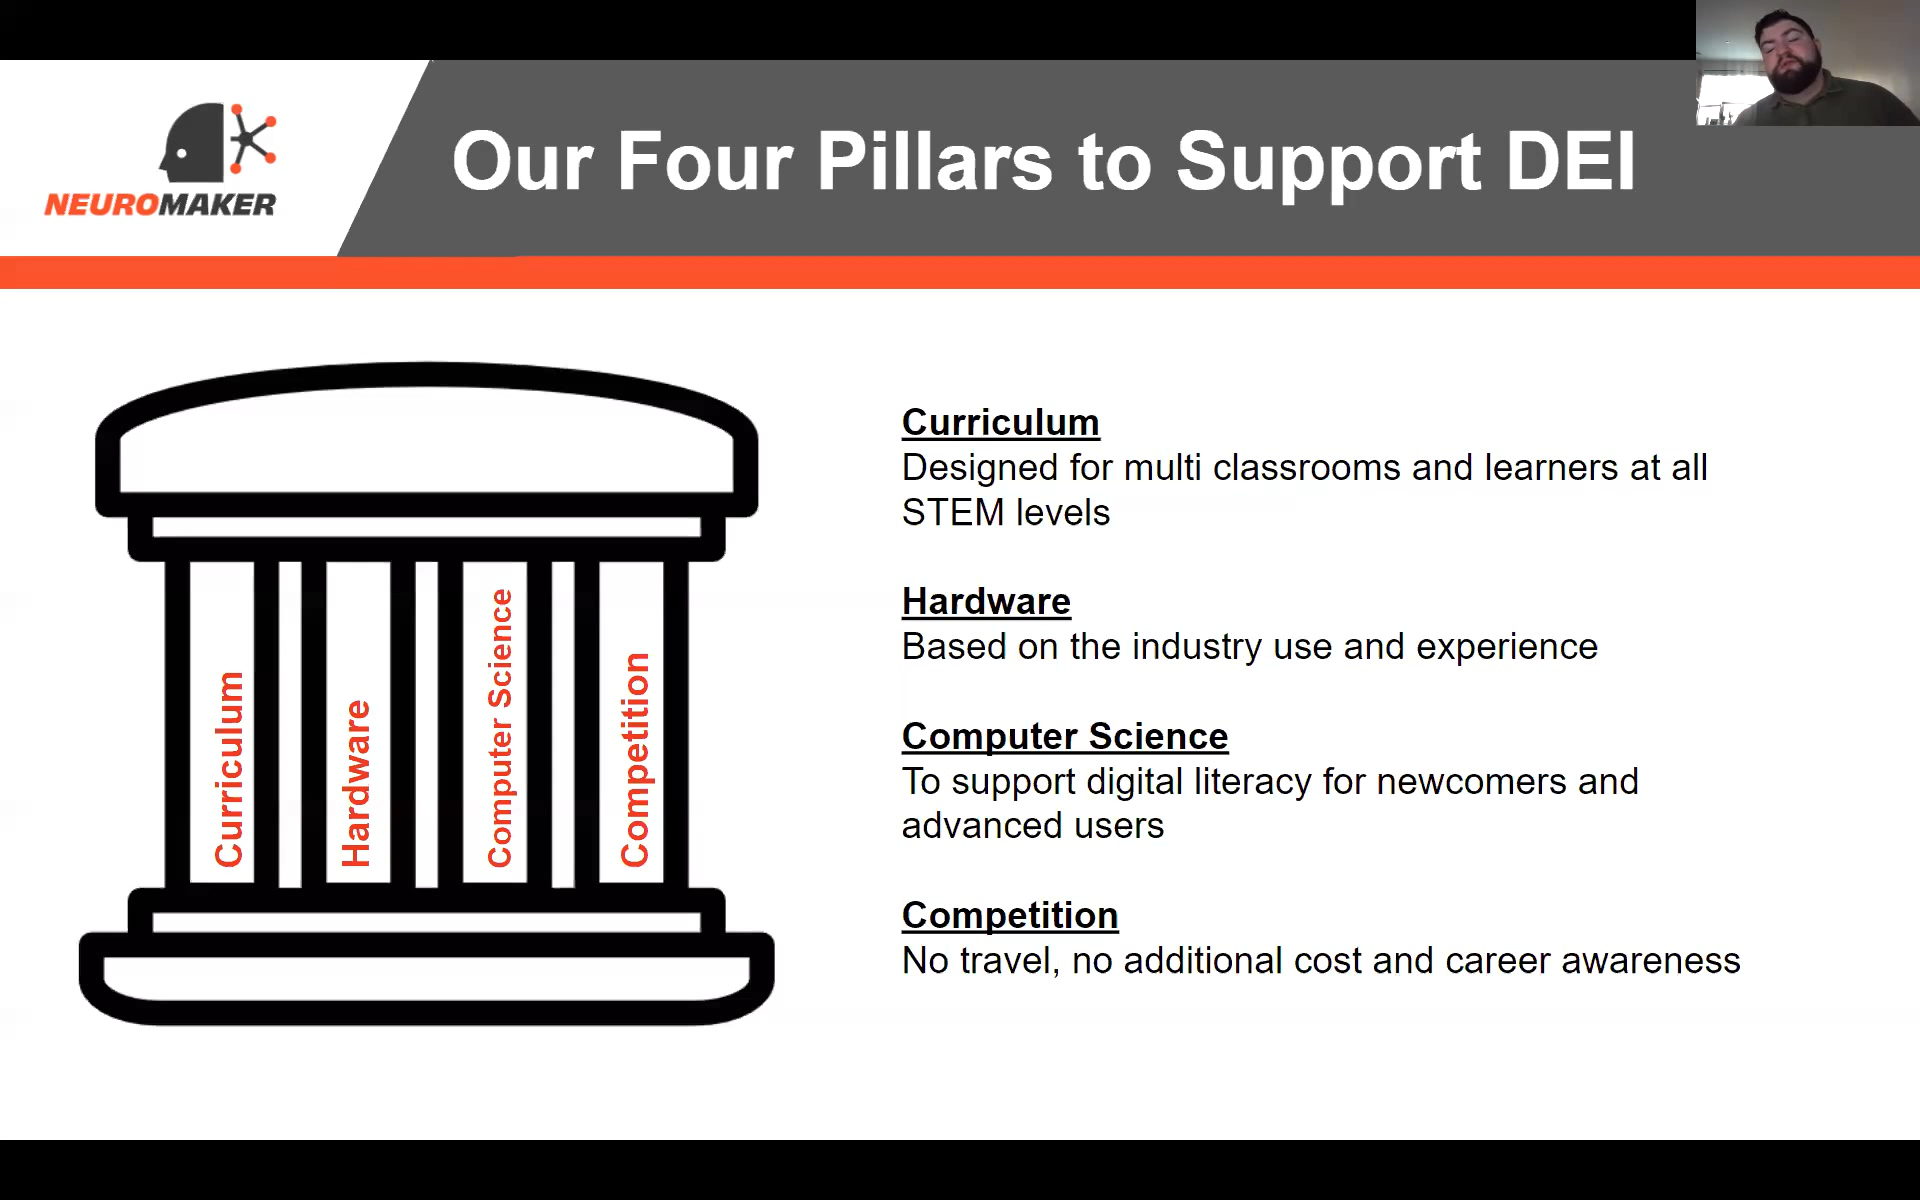 NEUROMAKER
Our Four Pillars to Support DEI
Curriculum
Hardware
Computer Science
Competition
Curriculum
Designed for multi classrooms and learners at all
STEM levels
Hardware
Based on the industry use and experience
Computer Science
To support digital literacy for newcomers and
advanced users
Competition
No travel, no additional cost and career awareness